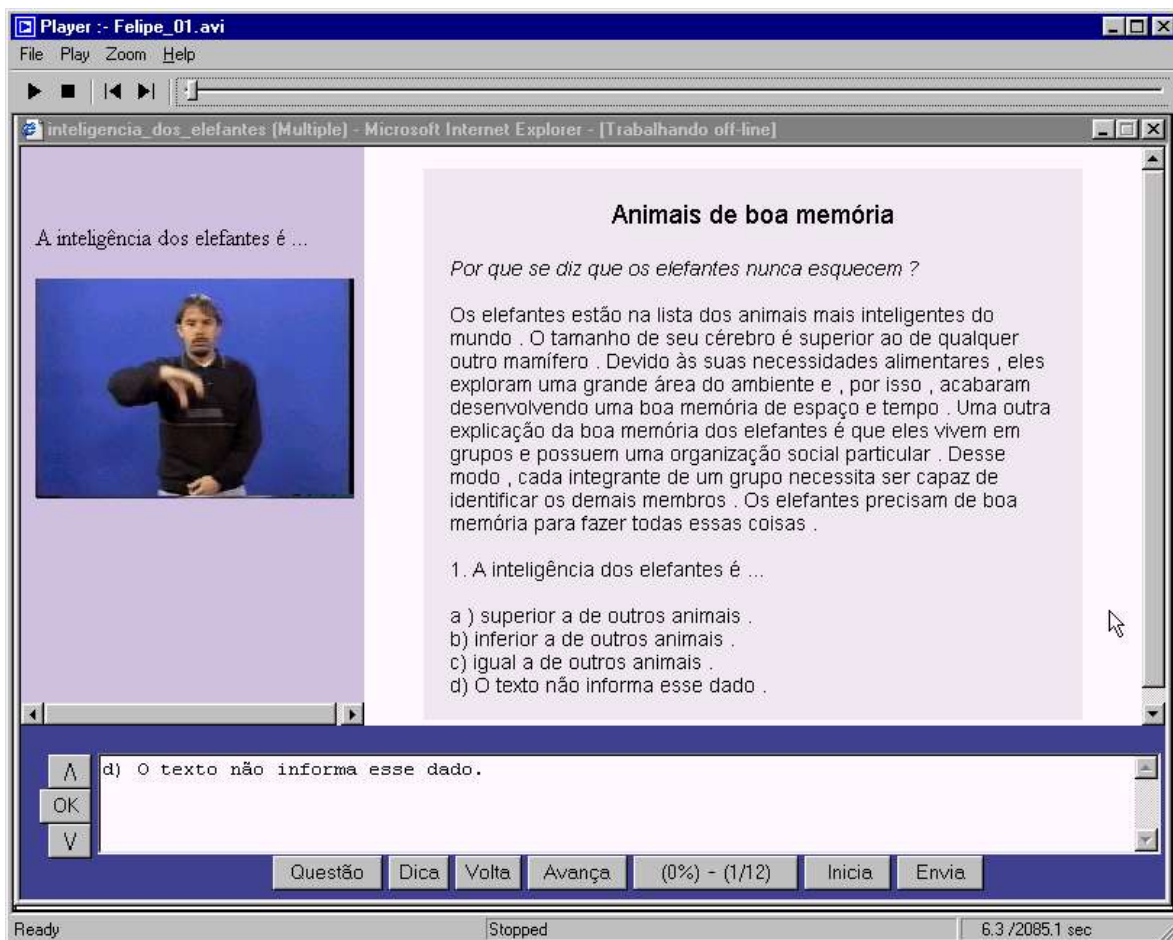 Player :- Felipe_01.avi
File Play Zoom Help
inteligencia_dos_elefantes (Multiple) - Microsoft Internet Explorer - [Trabalhando off-line]
A inteligência dos elefantes é ...
Animais de boa memória
Por que se diz que os elefantes nunca esquecem ?
Os elefantes estão na lista dos animais mais inteligentes do
mundo . O tamanho de seu cérebro é superior ao de qualquer
outro mamífero . Devido às suas necessidades alimentares , eles
exploram uma grande área do ambiente e , por isso , acabaram
desenvolvendo uma boa memória de espaço e tempo . Uma outra
explicação da boa memória dos elefantes é que eles vivem em
grupos e possuem uma organização social particular . Desse
modo , cada integrante de um grupo necessita ser capaz de
identificar os demais membros . Os elefantes precisam de boa
memória para fazer todas essas coisas .
1. A inteligência dos elefantes é ...
a ) superior a de outros animais .
b) inferior a de outros animais .
c) igual a de outros animais .
d) O texto não informa esse dado .
Λ
d) O texto não informa esse dado.
OK
V
Questão Dica Volta Avança (0%) - (1/12) Inicia Envia
Ready Stopped 6.3 /2085.1 sec